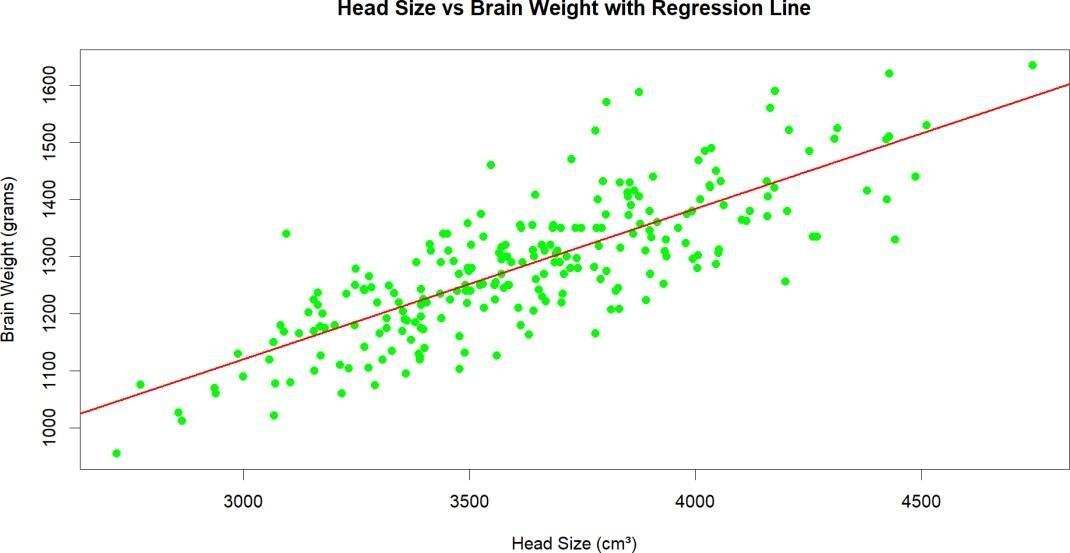 Head Size vs Brain Weight with Regression Line
Brain Weight (grams)
1600
1500
1400
1300
1200
1100
1000
3000 3500 4000 4500
Head Size (cm³)